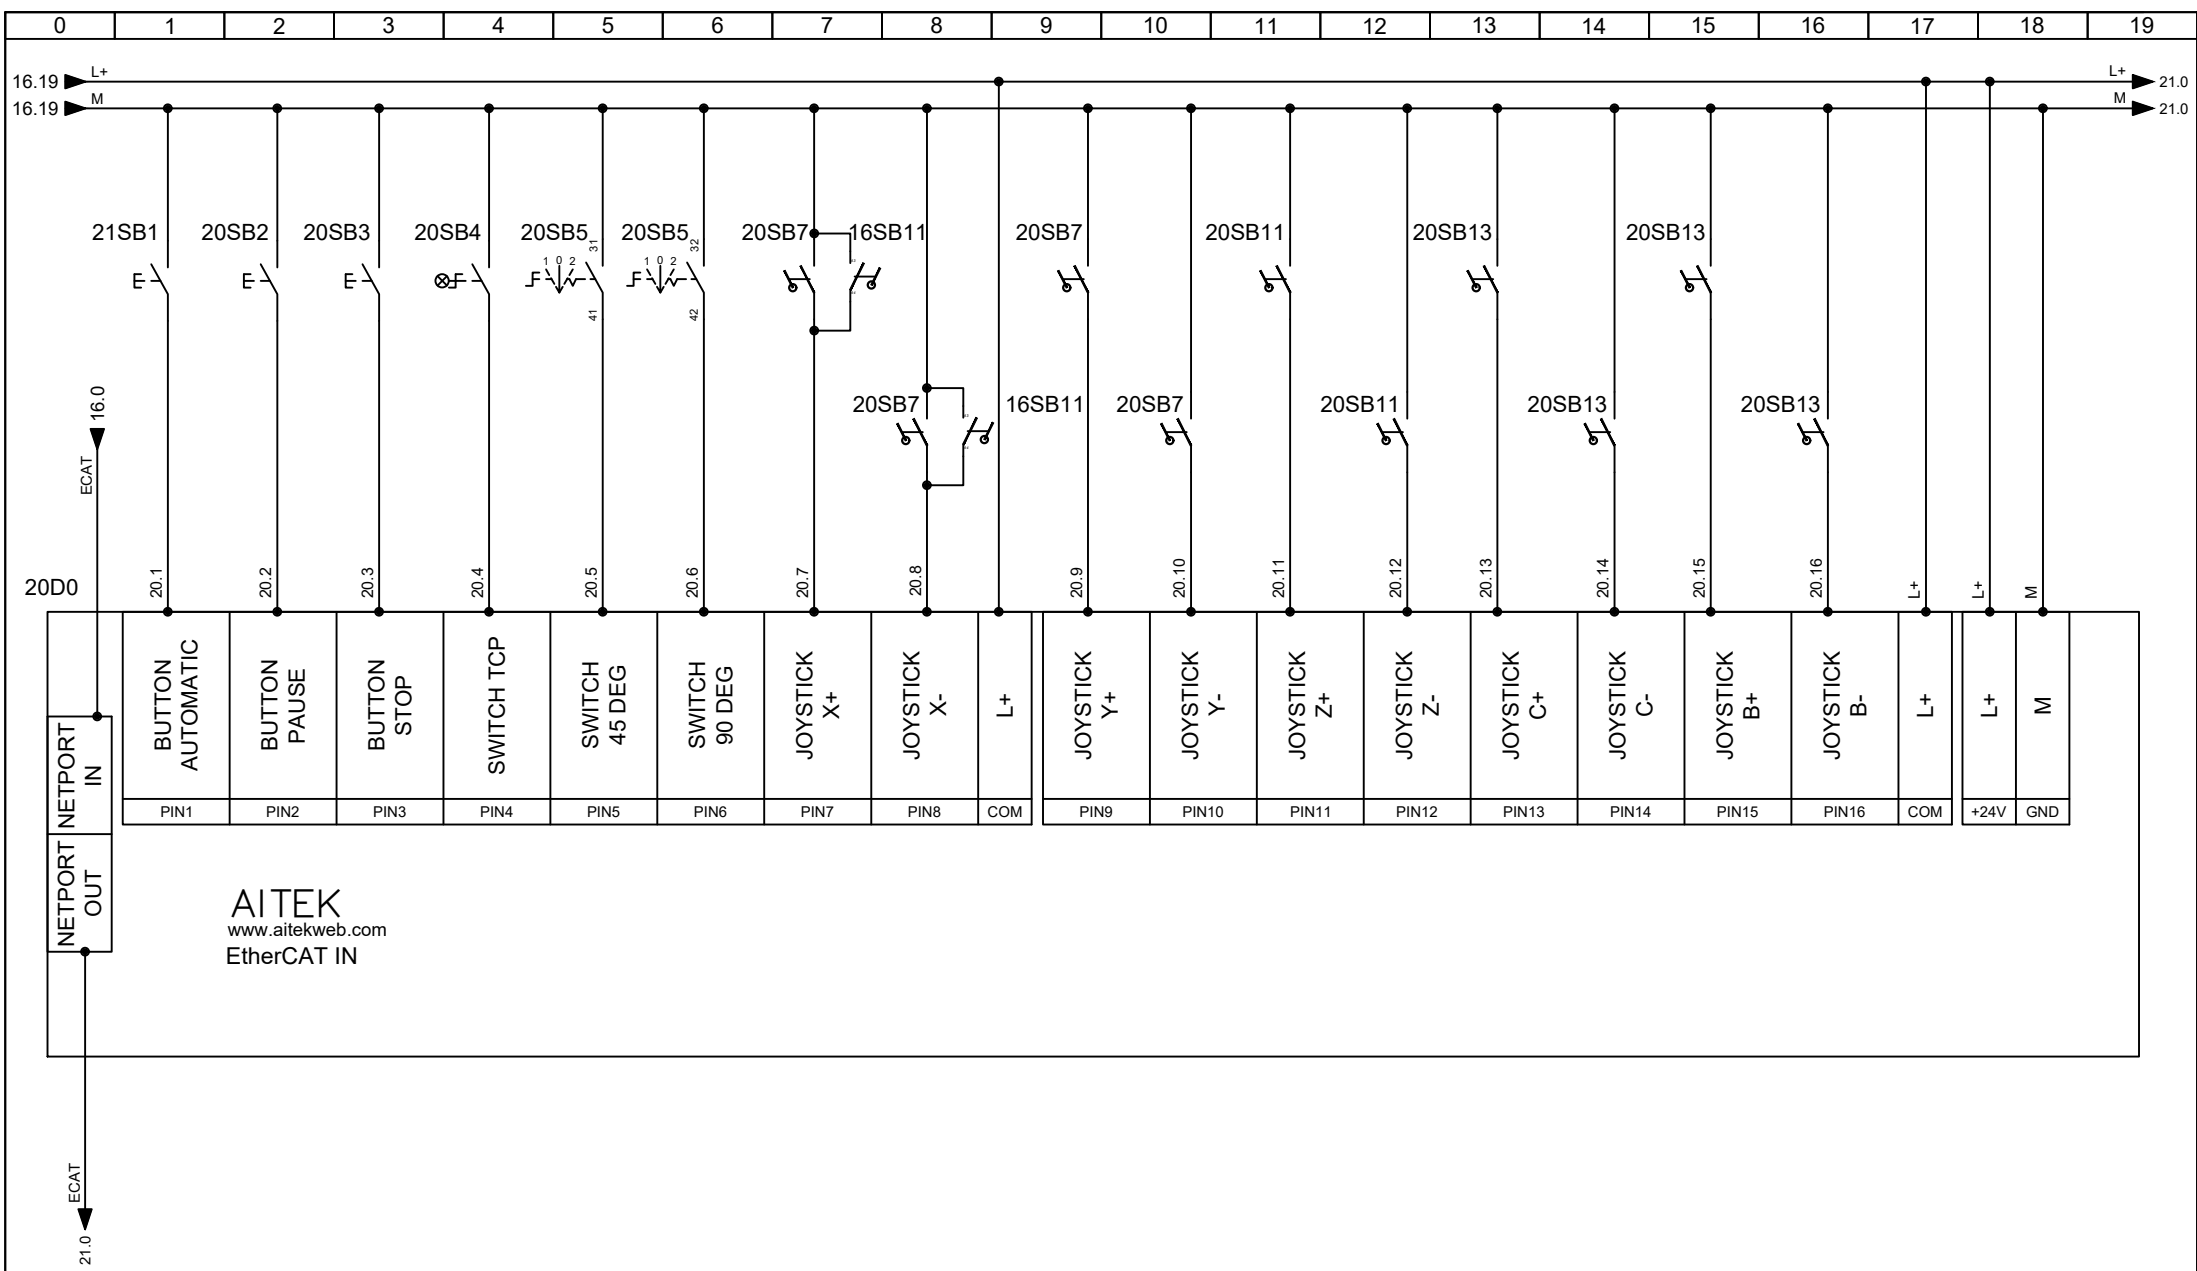 0 1 2 3 4 5 6 7 8 9 10 11 12 13 14 15 16 17 18 19
16.19 L+ L+ 21.0
16.19 M M 21.0
21SB1 20SB2 20SB3 20SB4 20SB5 20SB5 20SB7 16SB11 20SB7 20SB11 20SB13 20SB13
31 32
1 0 2 1 0 2
41 42
16.0
ECAT
20SB7 16SB11 20SB7 20SB11 20SB13 20SB13
20.1 20.2 20.3 20.4 20.5 20.6 20.7 20.8 20.9 20.10 20.11 20.12 20.13 20.14 20.15 20.16 L+ L+ M
20D0
NETPORT
IN
BUTTON
AUTOMATIC
BUTTON
PAUSE
BUTTON
STOP
SWITCH TCP
SWITCH
45 DEG
SWITCH
90 DEG
JOYSTICK
X+
JOYSTICK
X-
L+
JOYSTICK
Y+
JOYSTICK
Y-
JOYSTICK
Z+
JOYSTICK
Z-
JOYSTICK
C+
JOYSTICK
C-
JOYSTICK
B+
JOYSTICK
B-
L+
L+
M
PIN1 PIN2 PIN3 PIN4 PIN5 PIN6 PIN7 PIN8 COM PIN9 PIN10 PIN11 PIN12 PIN13 PIN14 PIN15 PIN16 COM +24V GND
NETPORT
OUT
AITEK
www.aitekweb.com
EtherCAT IN
ECAT
21.0